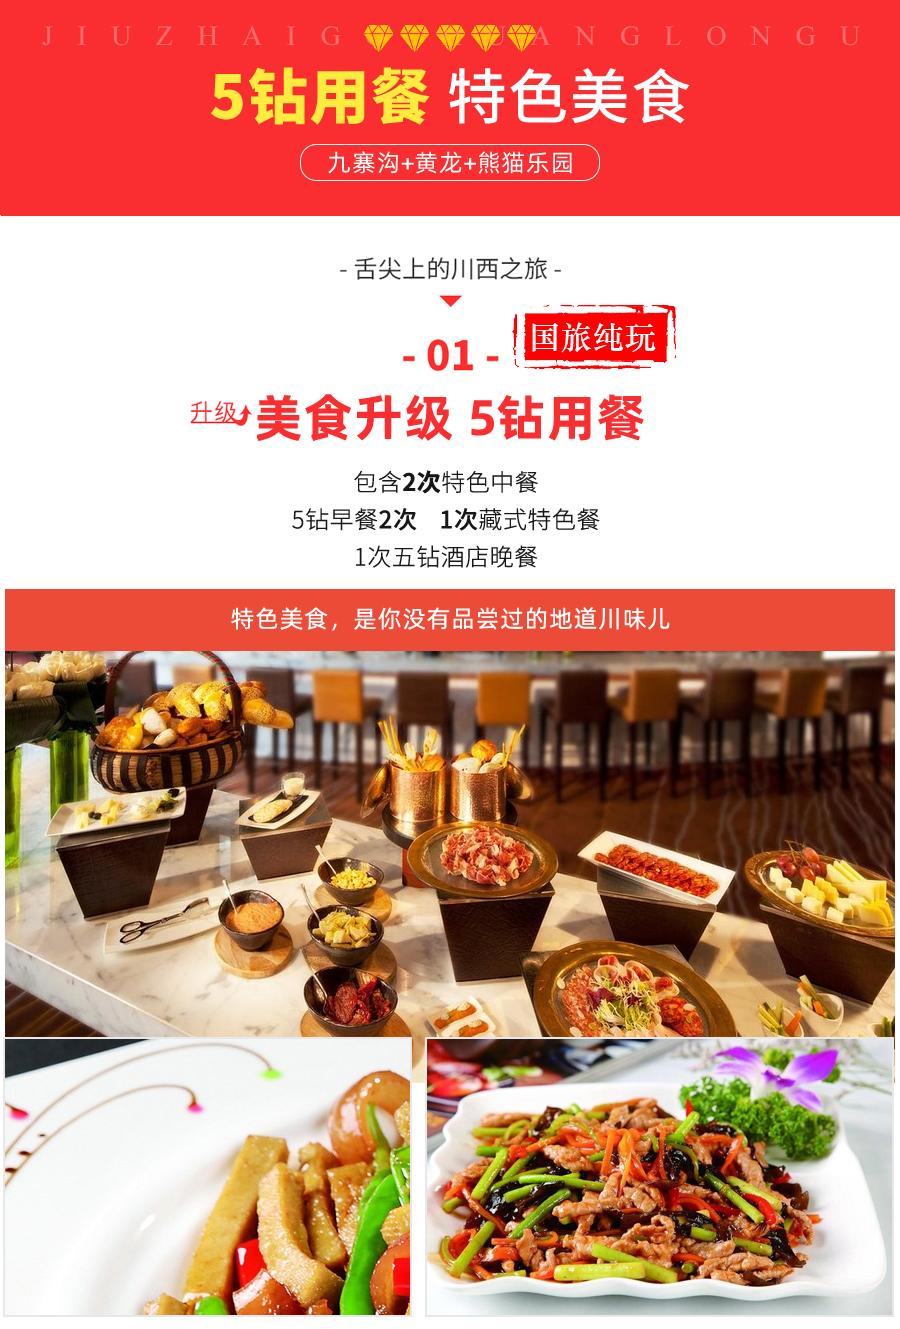 JIUZHAIG UANGLONGU
5钻用餐 特色美食
九寨沟+黄龙+熊猫乐园
- 舌尖上的川西之旅 -
- 01 -
国旅纯玩
升级
美食升级 5钻用餐
包含2次特色中餐
5钻早餐2次 1次藏式特色餐
1次五钻酒店晚餐
特色美食，是你没有品尝过的地道川味儿